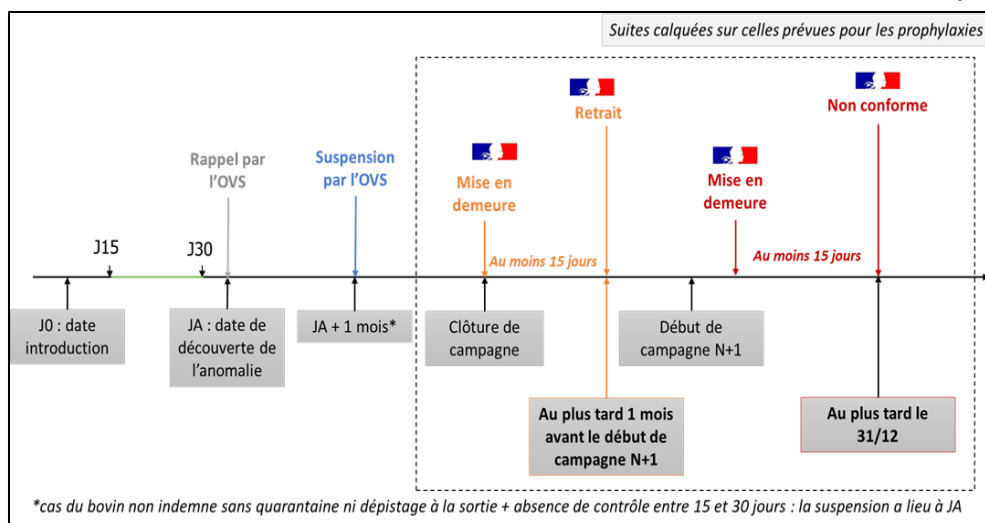 Suites calquées sur celles prévues pour les prophylaxies
Retrait
Non conforme
Rappel par
l'OVS
Suspension
par l'OVS
Mise en
demeure
Mise en
demeure
J15
J30
Au moins 15 jours
Au moins 15 jours
J0 : date
introduction
JA : date de
découverte de
l'anomalie
JA + 1 mois*
Clôture de
campagne
Début de
campagne N+1
Au plus tard 1 mois
avant le début de
campagne N+1
Au plus tard le
31/12
*cas du bovin non indemne sans quarantaine ni dépistage à la sortie + absence de contrôle entre 15 et 30 jours : la suspension a lieu à JA